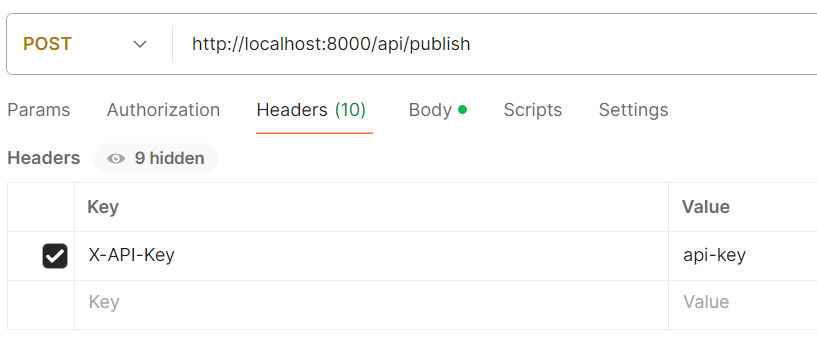 POST http://localhost:8000/api/publish
Params Authorization Headers (10) Body Scripts Settings
Headers 9 hidden
Key Value
X-API-Key api-key
Key Value